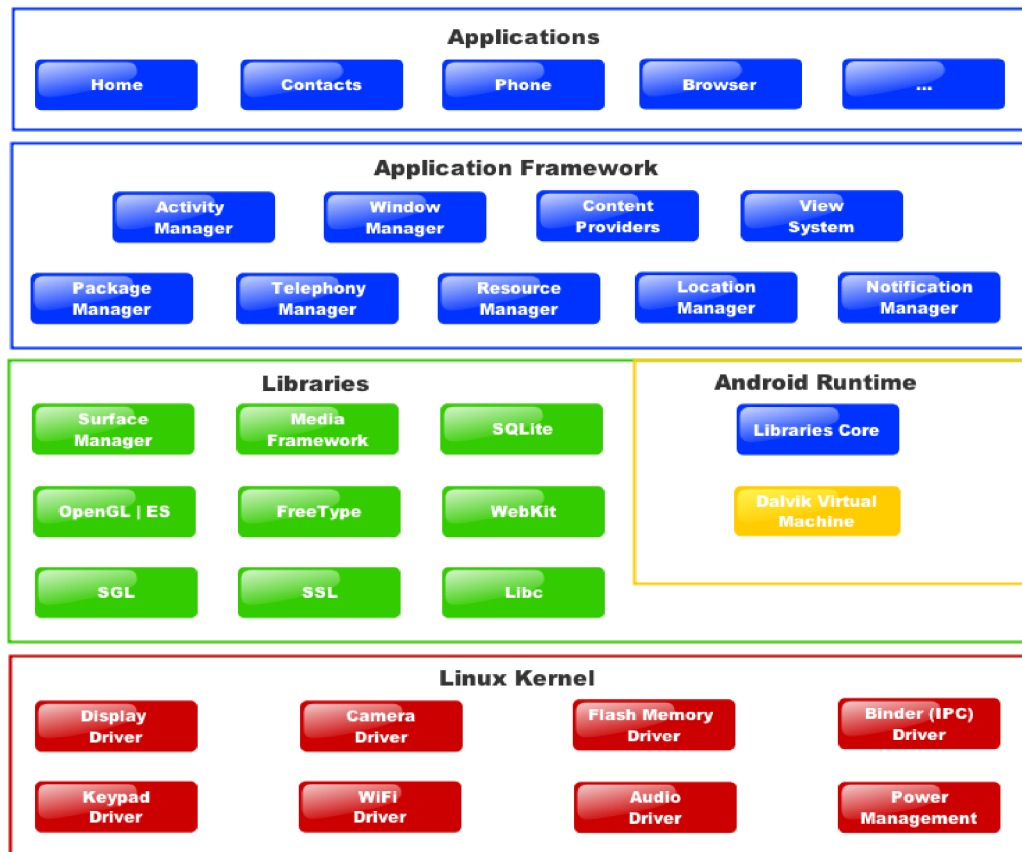 Applications
Home
Contacts
Phone
Browser
...
Application Framework
Activity
Manager
Window
Manager
Content
Providers
View
System
Package
Manager
Telephony
Manager
Resource
Manager
Location
Manager
Notification
Manager
Libraries
Surface
Manager
Media
Framework
SQLite
OpenGL | ES
FreeType
WebKit
SGL
SSL
Libc
Android Runtime
Libraries Core
Dalvik Virtual
Machine
Linux Kernel
Display
Driver
Camera
Driver
Flash Memory
Driver
Binder (IPC)
Driver
Keypad
Driver
WiFi
Driver
Audio
Driver
Power
Management